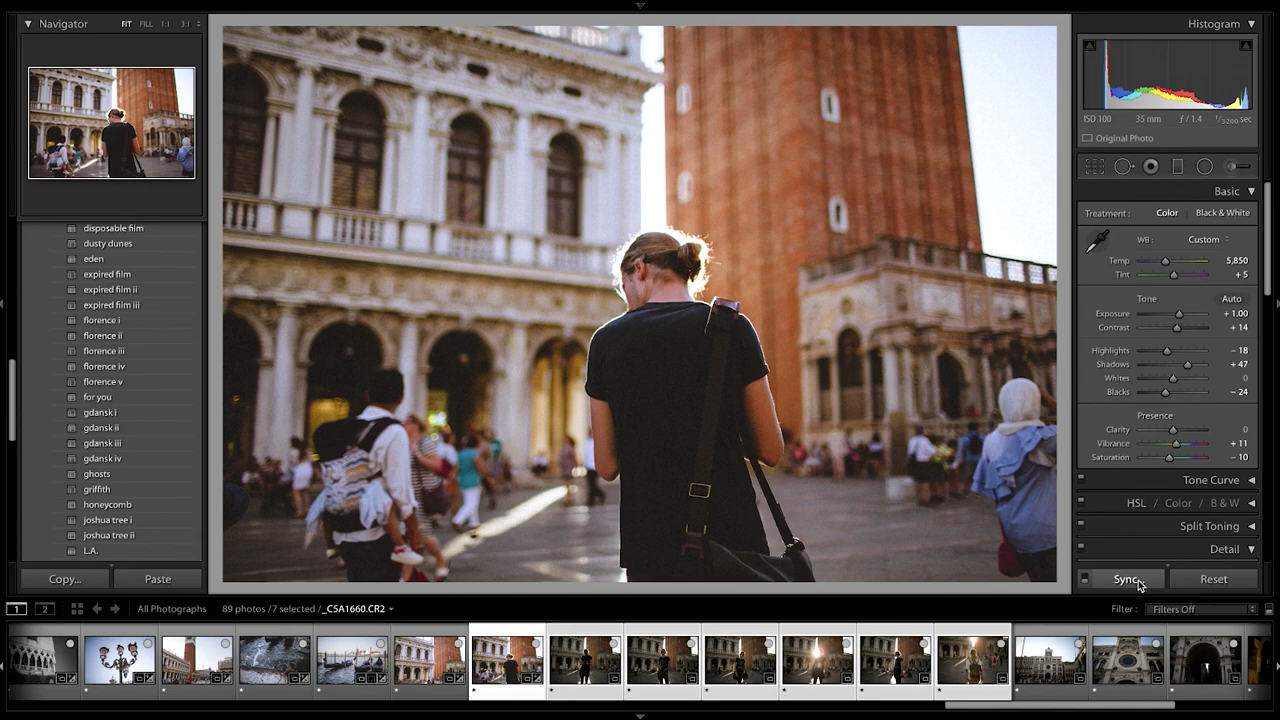 Navigator FIT FILL 1:1 3:1
disposable film
dusty dunes
eden
expired film
expired film ii
expired film iii
florence i
florence ii
florence iii
florence iv
florence v
for you
gdansk i
gdansk ii
gdansk iii
gdansk iv
ghosts
griffith
honeycomb
joshua tree i
joshua tree ii
L.A.
Copy... Paste
Histogram
ISO 100 35 mm ƒ / 1.4 1/3200 sec
Original Photo
Basic
Treatment : Color Black & White
WB : Custom
Temp 5,850
Tint + 5
Tone Auto
Exposure + 1.00
Contrast + 14
Highlights – 18
Shadows + 47
Whites 0
Blacks – 24
Presence
Clarity 0
Vibrance + 11
Saturation – 10
Tone Curve
HSL / Color / B & W
Split Toning
Detail
Sync... Reset
1 2 All Photographs 89 photos / 7 selected / _C5A1660.CR2 Filter : Filters Off